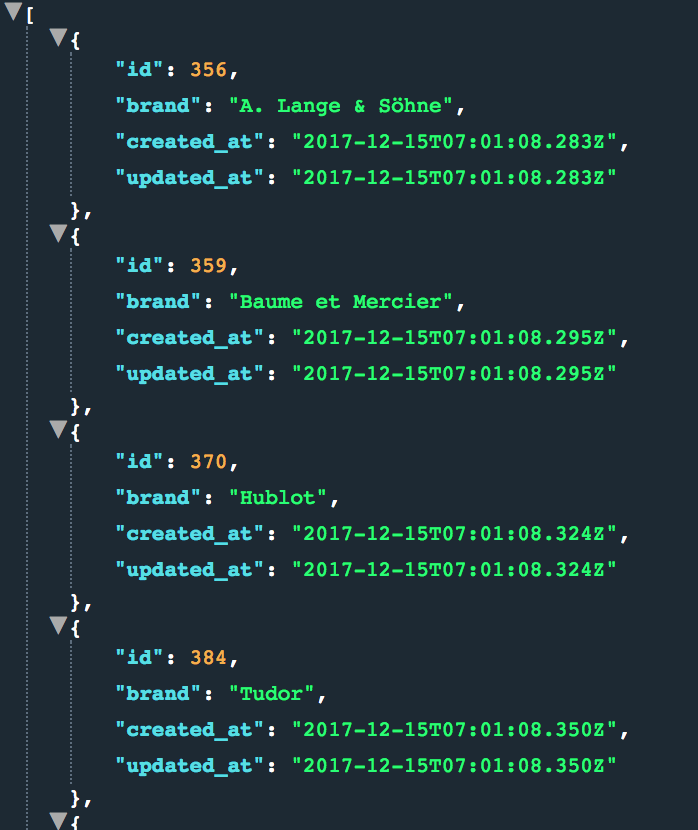 [
{
"id": 356,
"brand": "A. Lange & Söhne",
"created_at": "2017-12-15T07:01:08.283Z",
"updated_at": "2017-12-15T07:01:08.283Z"
},
{
"id": 359,
"brand": "Baume et Mercier",
"created_at": "2017-12-15T07:01:08.295Z",
"updated_at": "2017-12-15T07:01:08.295Z"
},
{
"id": 370,
"brand": "Hublot",
"created_at": "2017-12-15T07:01:08.324Z",
"updated_at": "2017-12-15T07:01:08.324Z"
},
{
"id": 384,
"brand": "Tudor",
"created_at": "2017-12-15T07:01:08.350Z",
"updated_at": "2017-12-15T07:01:08.350Z"
},
{